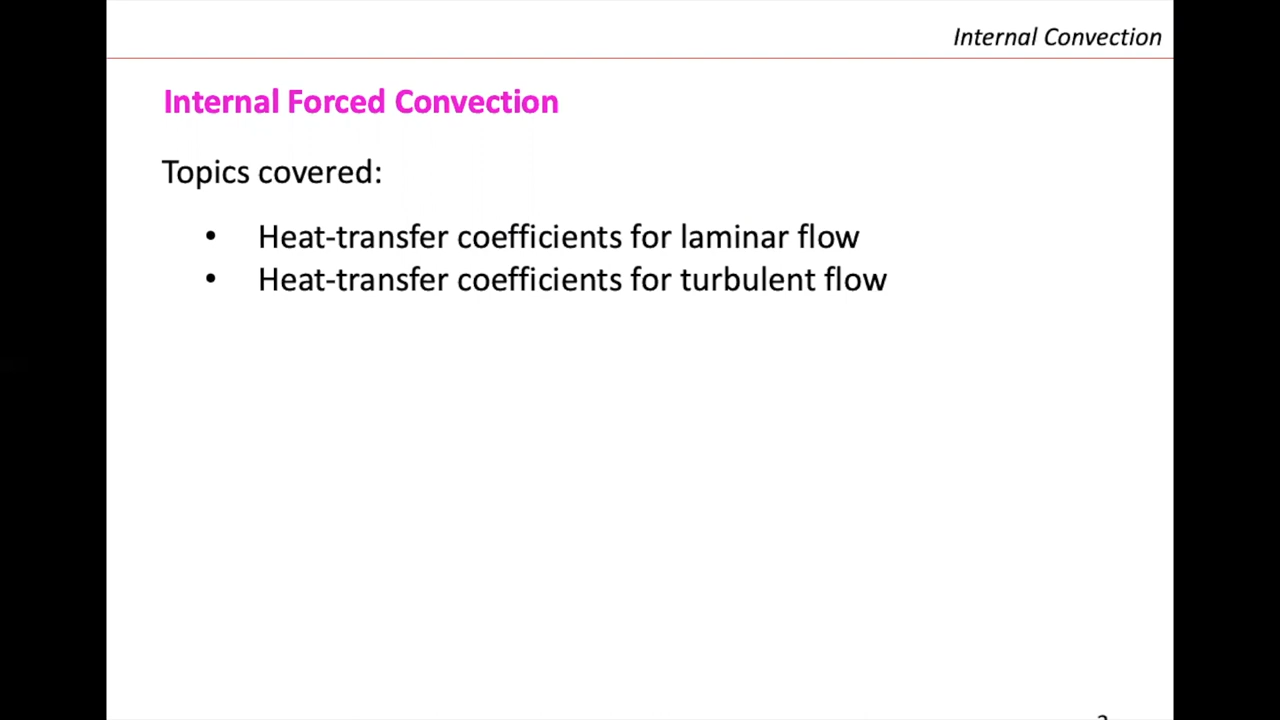 Internal Convection
Internal Forced Convection
Topics covered:
• Heat-transfer coefficients for laminar flow
• Heat-transfer coefficients for turbulent flow